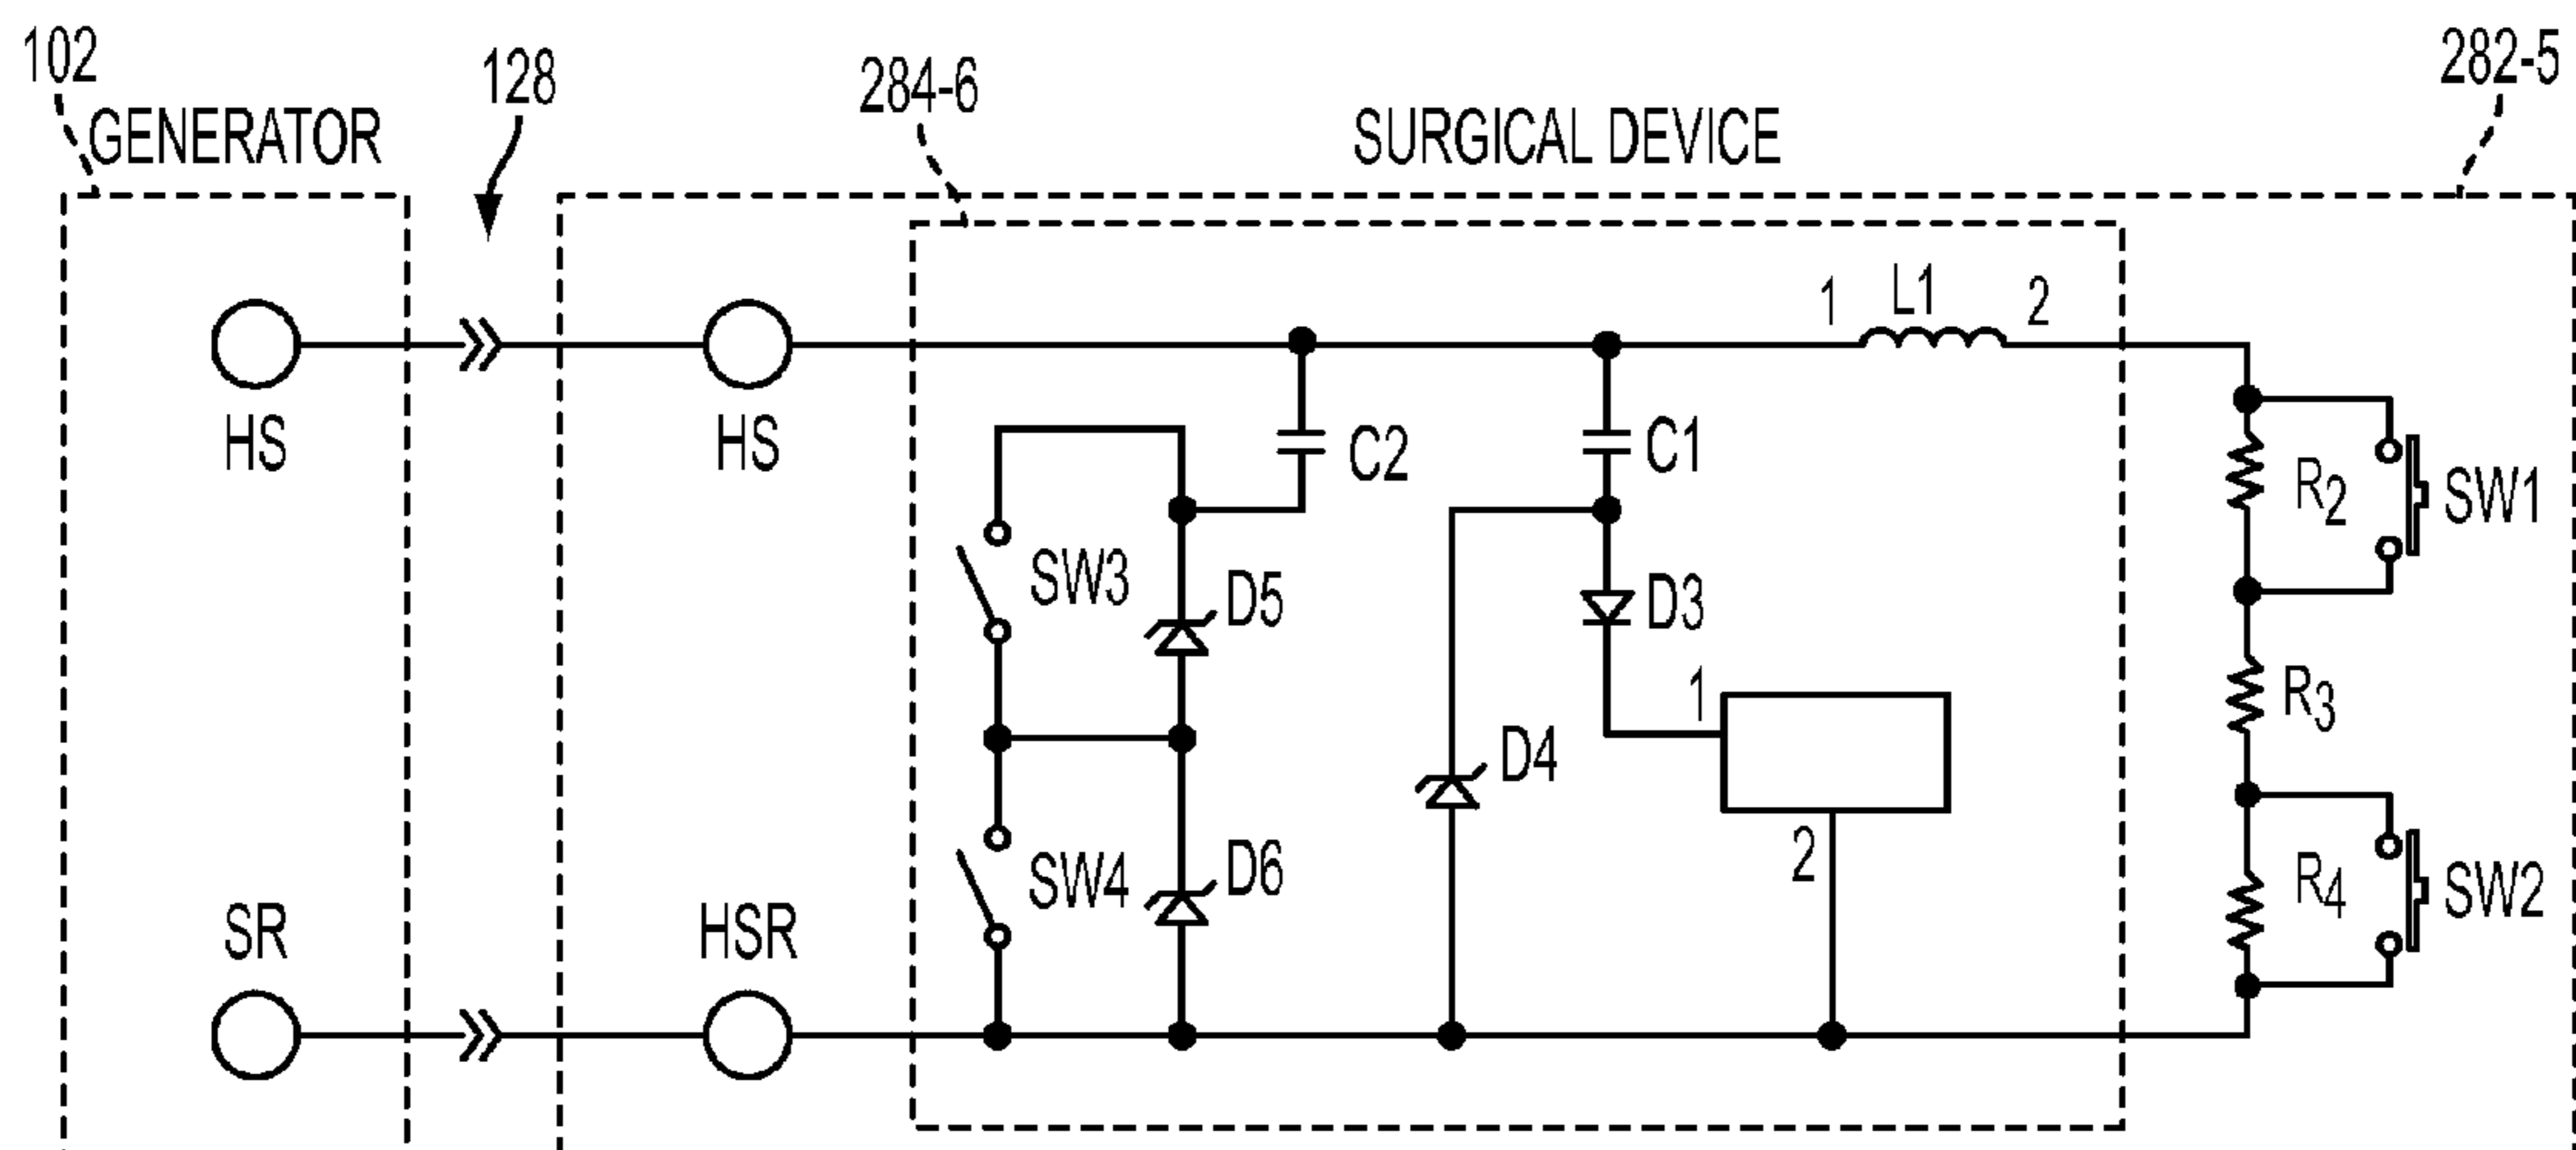 102
GENERATOR
128
284-6
SURGICAL DEVICE
282-5
HS
HS
C2
C1
1
L1
2
R2
SW1
SW3
D5
D3
R3
1
D4
SW4
D6
2
R4
SW2
SR
HSR